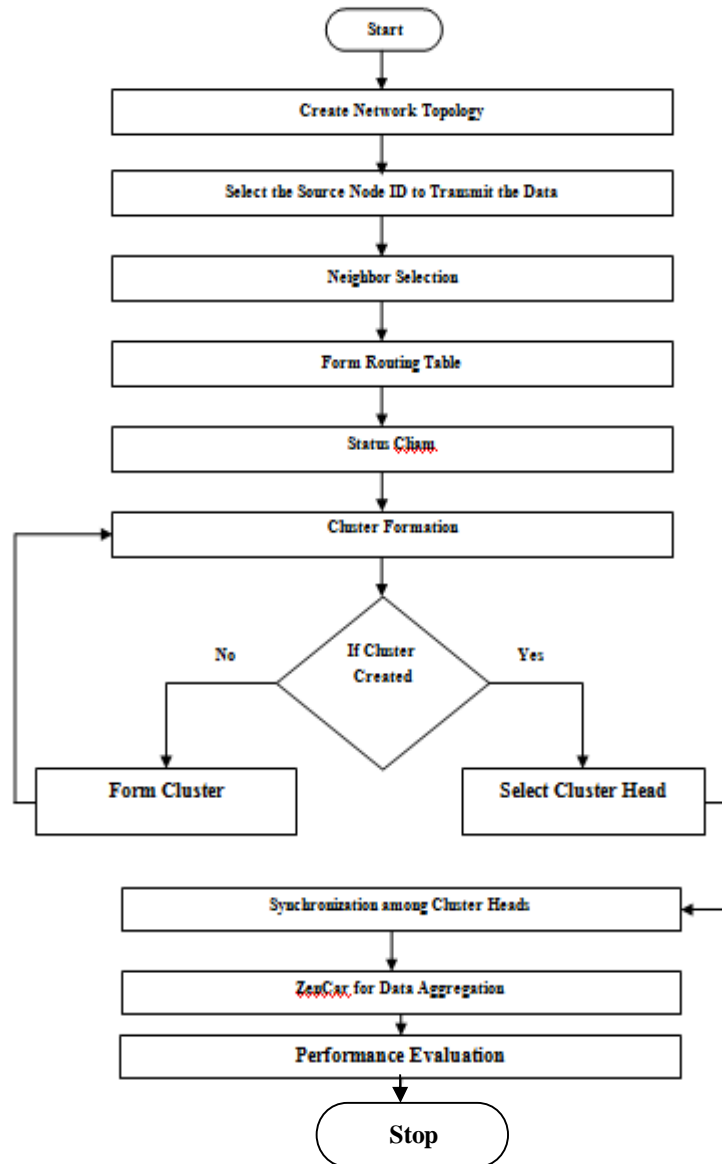 Start
Create Network Topology
Select the Source Node ID to Transmit the Data
Neighbor Selection
Form Routing Table
Status Cliam
Cluster Formation
If Cluster
Created
No
Yes
Form Cluster
Select Cluster Head
Synchronization among Cluster Heads
ZenCar for Data Aggregation
Performance Evaluation
Stop